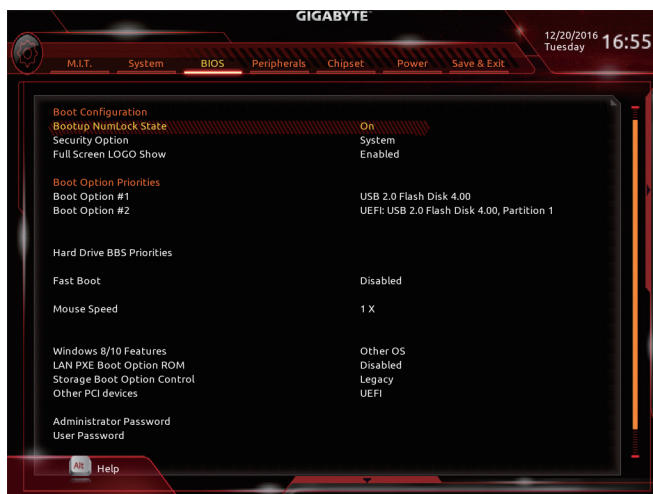 GIGABYTE
12/20/2016 Tuesday 16:55
M.I.T. System BIOS Peripherals Chipset Power Save & Exit
Boot Configuration
Bootup NumLock State On
Security Option System
Full Screen LOGO Show Enabled
Boot Option Priorities
Boot Option #1 USB 2.0 Flash Disk 4.00
Boot Option #2 UEFI: USB 2.0 Flash Disk 4.00, Partition 1
Hard Drive BBS Priorities
Fast Boot Disabled
Mouse Speed 1 X
Windows 8/10 Features Other OS
LAN PXE Boot Option ROM Disabled
Storage Boot Option Control Legacy
Other PCI devices UEFI
Administrator Password
User Password
Alt Help